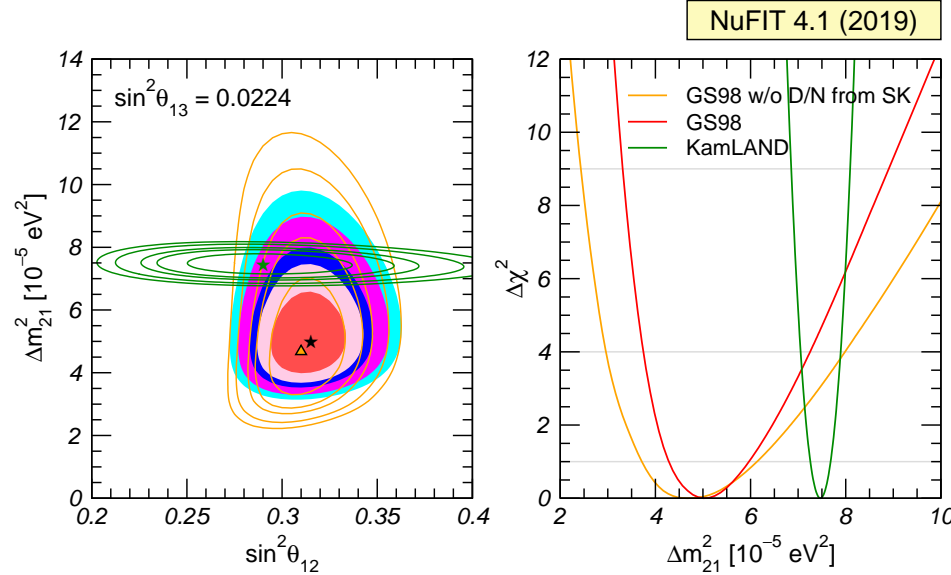 NuFIT 4.1 (2019)
sin²θ₁₃ = 0.0224
Δm²₂₁ [10⁻⁵ eV²]
14
12
10
8
6
4
2
0
0.2 0.25 0.3 0.35 0.4
sin²θ₁₂
GS98 w/o D/N from SK
GS98
KamLAND
Δχ²
12
10
8
6
4
2
0
2 4 6 8 10
Δm²₂₁ [10⁻⁵ eV²]